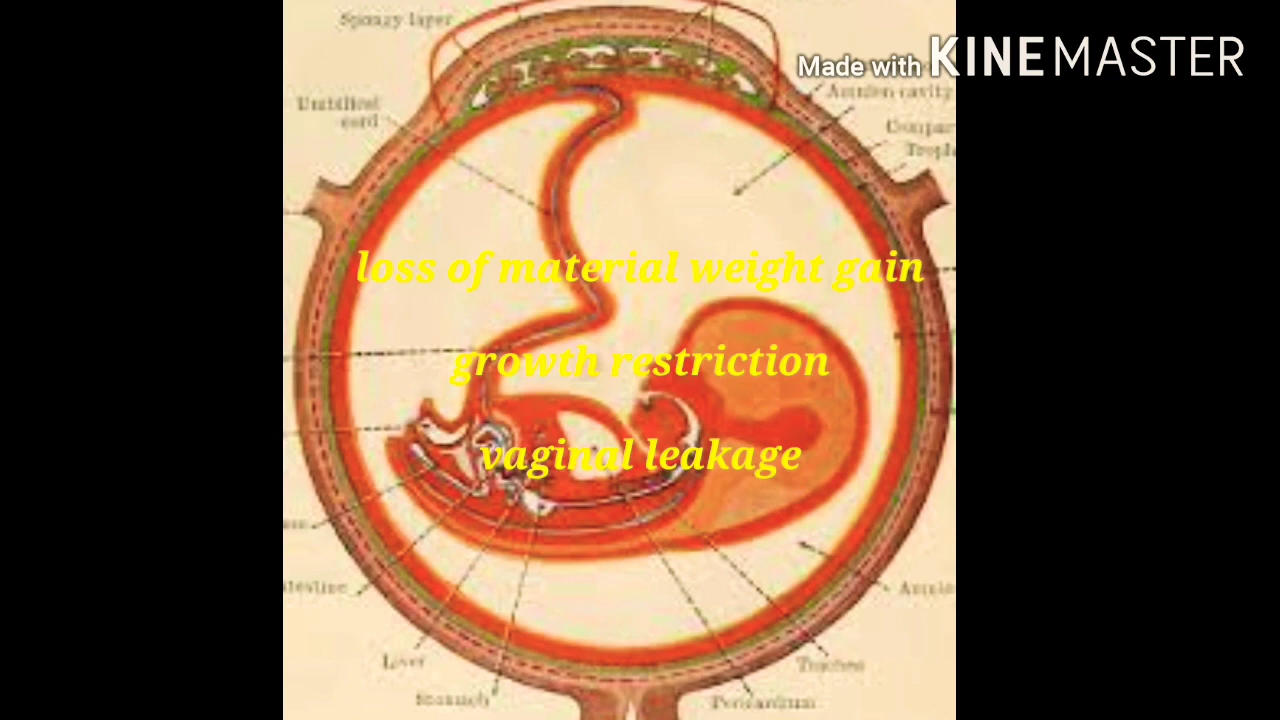 Spongy layer
Made with KINEMASTER
Amnion cavity
Umbilical
cord
loss of material weight gain
growth restriction
vaginal leakage
Liver
Stomach
Trachea
Pericardium